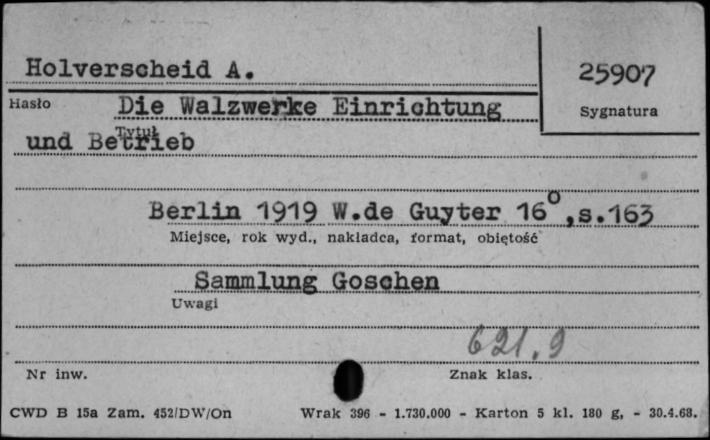 Holverscheid A.
25907
Hasło
Die Walzwerke Einrichtung
Sygnatura
Tytuł
und Betrieb
Berlin 1919 W.de Guyter 16°,s.163
Miejsce, rok wyd., nakładca, format, objętość
Sammlung Goschen
Uwagi
621.9
Nr inw.
Znak klas.
CWD B 15a Zam. 452/DW/On Wrak 396 - 1.730.000 - Karton 5 kl. 180 g, - 30.4.68.